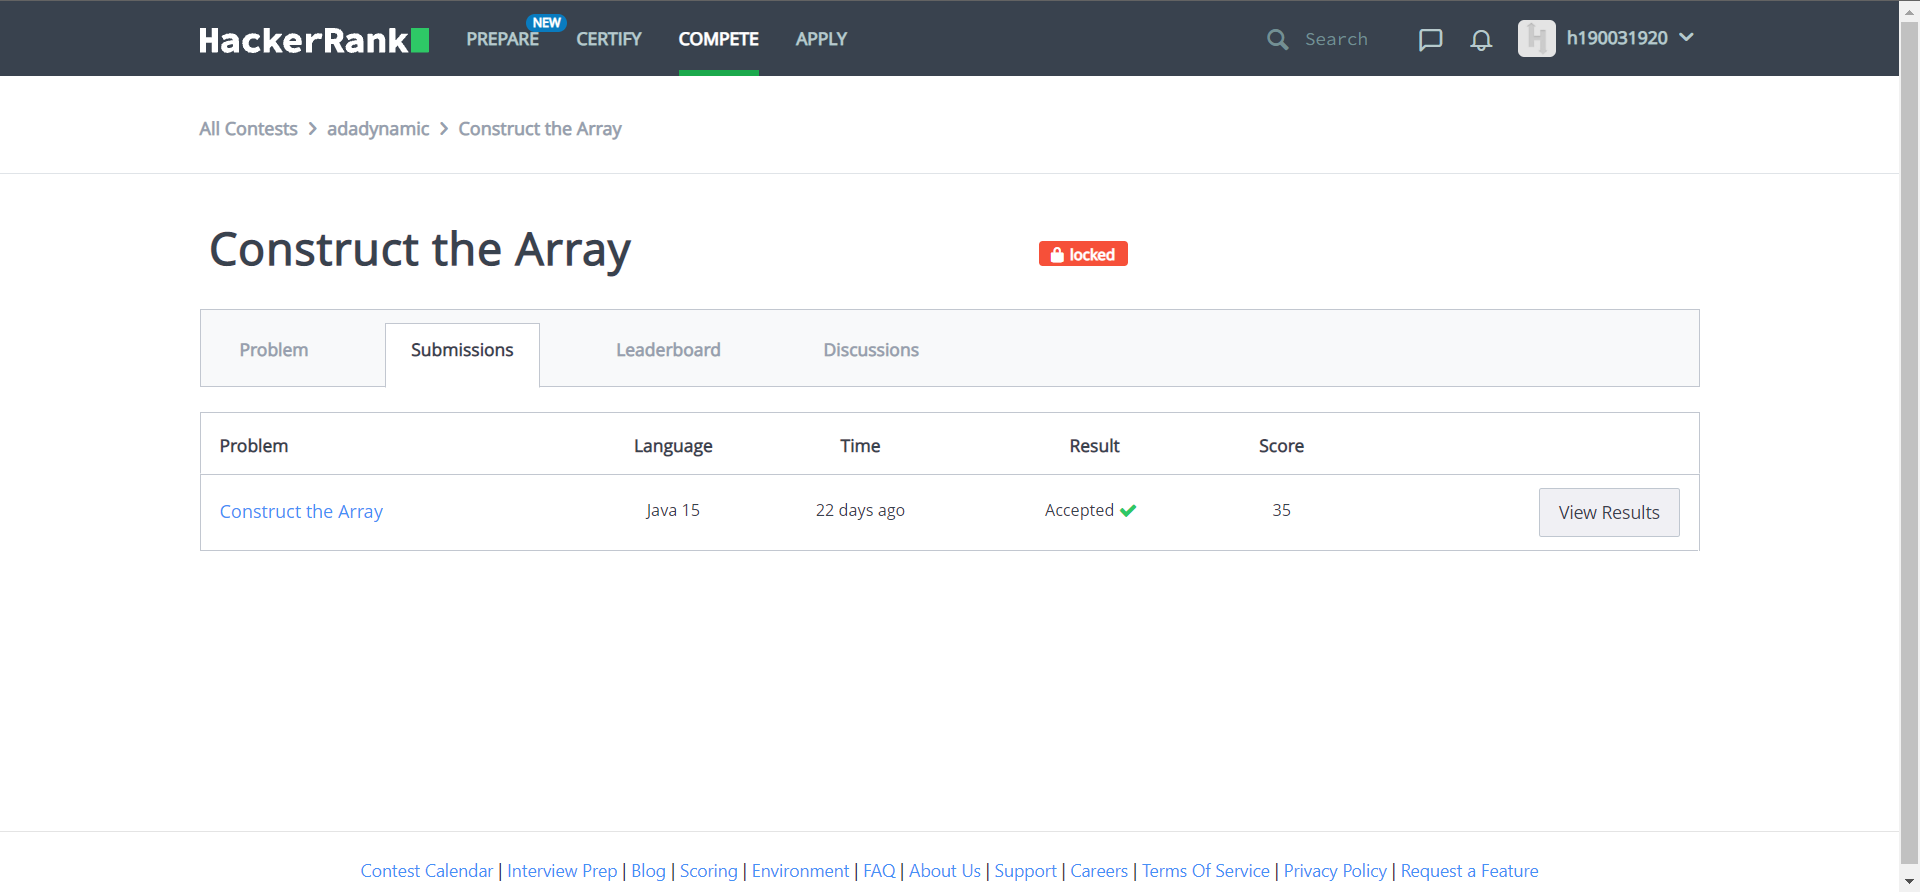 HackerRank PREPARE NEW CERTIFY COMPETE APPLY Search h190031920
All Contests > adadynamic > Construct the Array
Construct the Array locked
Problem Submissions Leaderboard Discussions
Problem Language Time Result Score
Construct the Array Java 15 22 days ago Accepted 35 View Results
Contest Calendar | Interview Prep | Blog | Scoring | Environment | FAQ | About Us | Support | Careers | Terms Of Service | Privacy Policy | Request a Feature